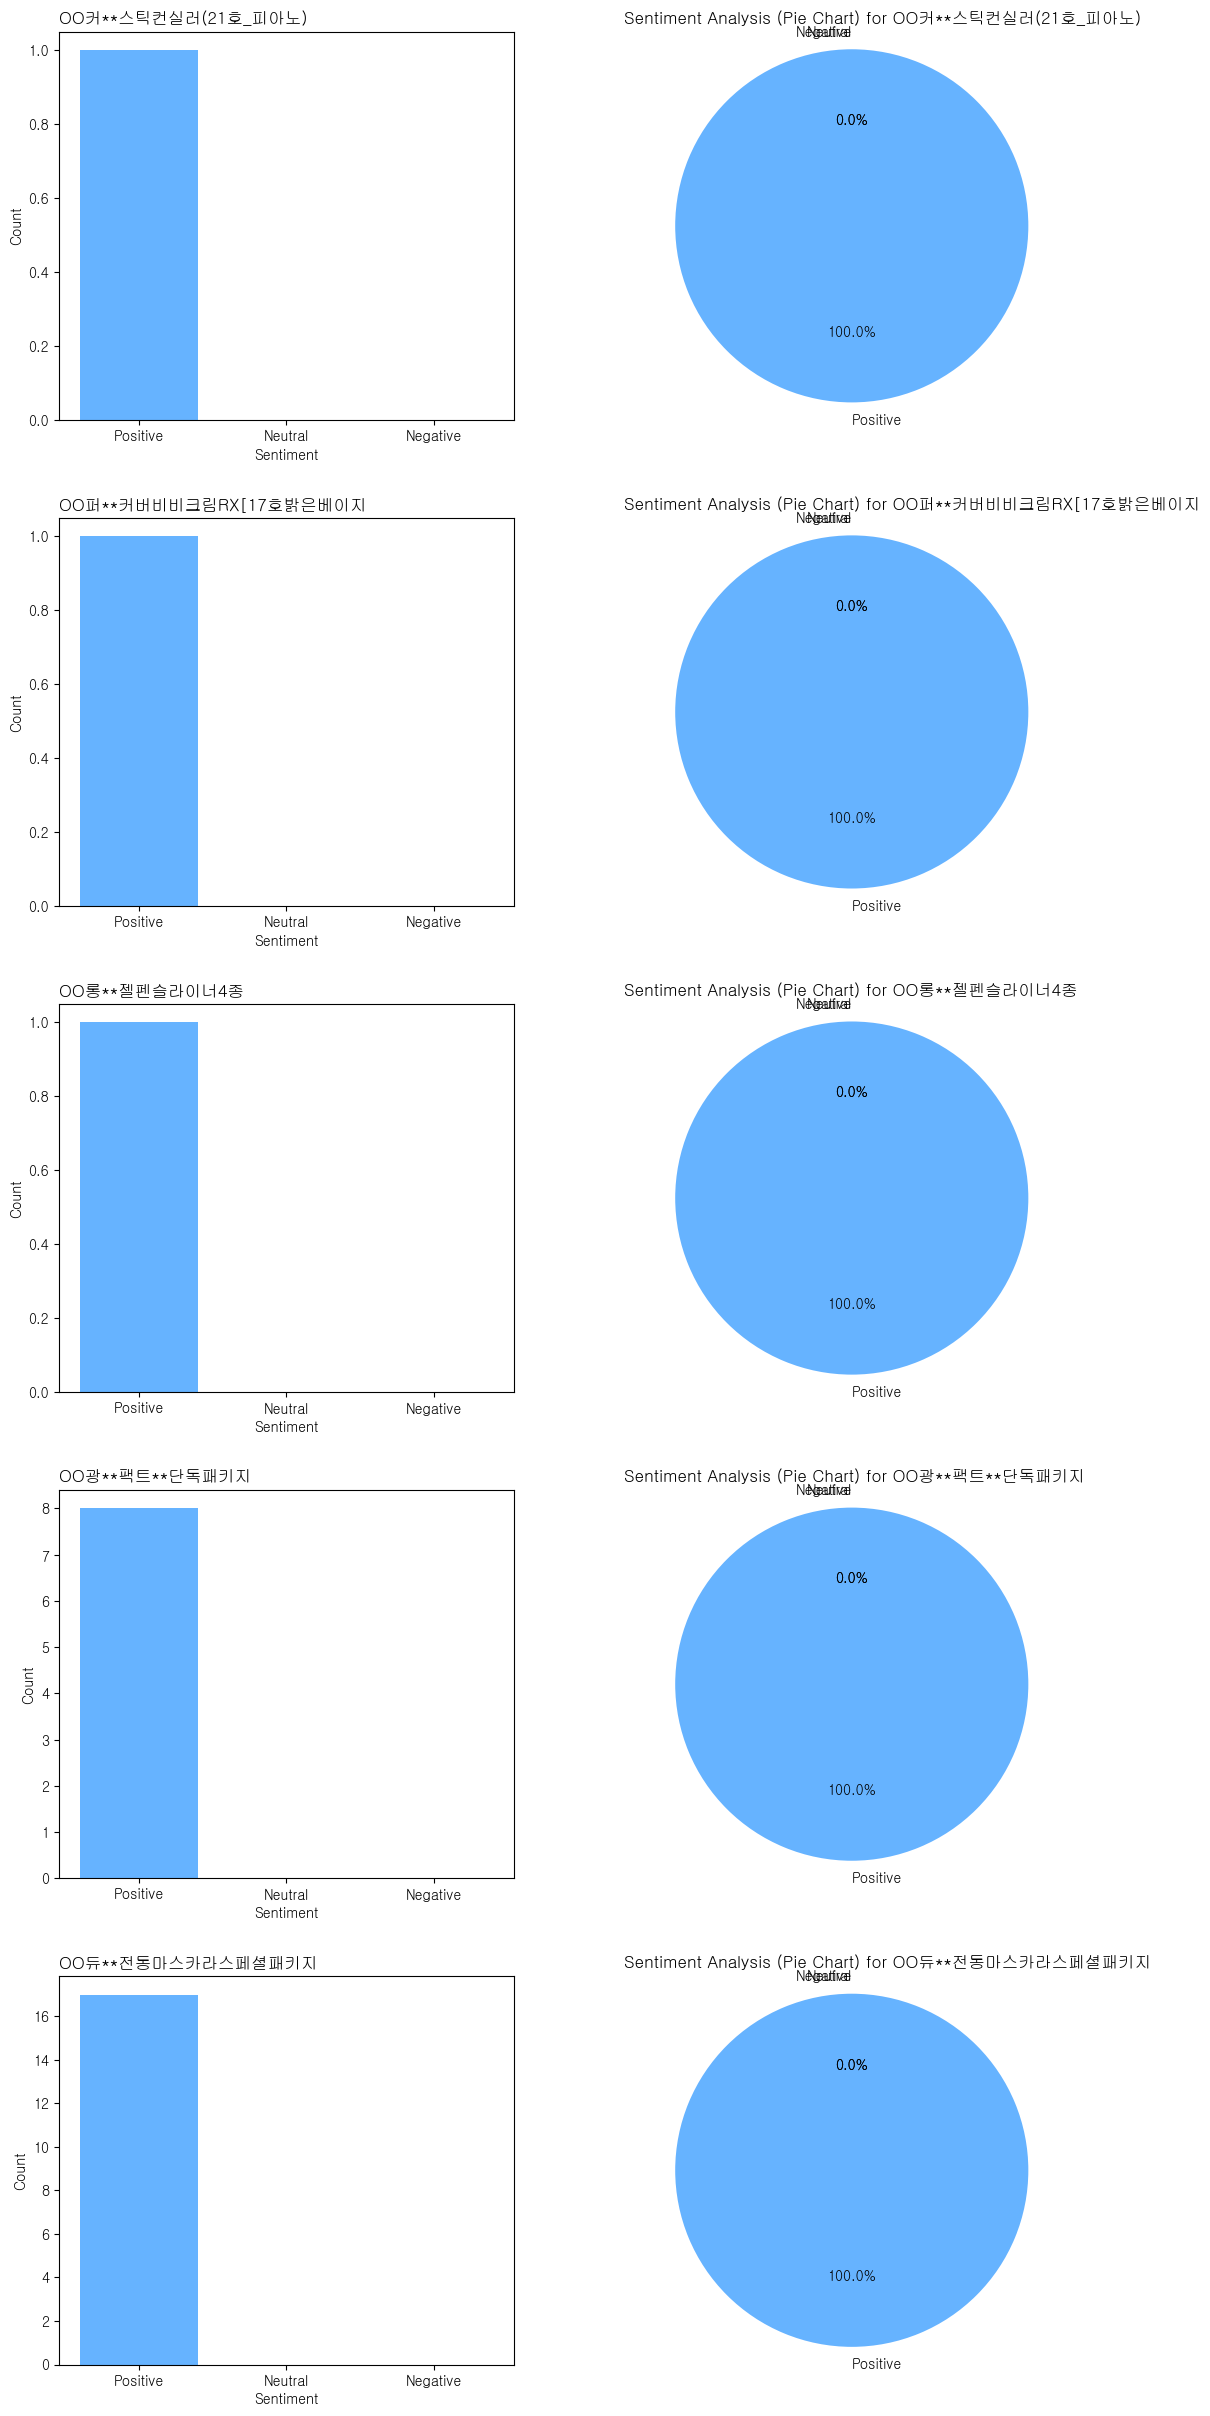 OO커**스틱컨실러(21호_피아노)
1.0
0.8
0.6
0.4
0.2
0.0
Count
Positive Neutral Negative
Sentiment
Sentiment Analysis (Pie Chart) for OO커**스틱컨실러(21호_피아노)
Negative Neutral
0.0%
100.0%
Positive
OO퍼**커버비비크림RX[17호밝은베이지
1.0
0.8
0.6
0.4
0.2
0.0
Count
Positive Neutral Negative
Sentiment
Sentiment Analysis (Pie Chart) for OO퍼**커버비비크림RX[17호밝은베이지
Negative Neutral
0.0%
100.0%
Positive
OO롱**젤펜슬라이너4종
1.0
0.8
0.6
0.4
0.2
0.0
Count
Positive Neutral Negative
Sentiment
Sentiment Analysis (Pie Chart) for OO롱**젤펜슬라이너4종
Negative Neutral
0.0%
100.0%
Positive
OO광**팩트**단독패키지
8
7
6
5
4
3
2
1
0
Count
Positive Neutral Negative
Sentiment
Sentiment Analysis (Pie Chart) for OO광**팩트**단독패키지
Negative Neutral
0.0%
100.0%
Positive
OO듀**전동마스카라스페셜패키지
16
14
12
10
8
6
4
2
0
Count
Positive Neutral Negative
Sentiment
Sentiment Analysis (Pie Chart) for OO듀**전동마스카라스페셜패키지
Negative Neutral
0.0%
100.0%
Positive